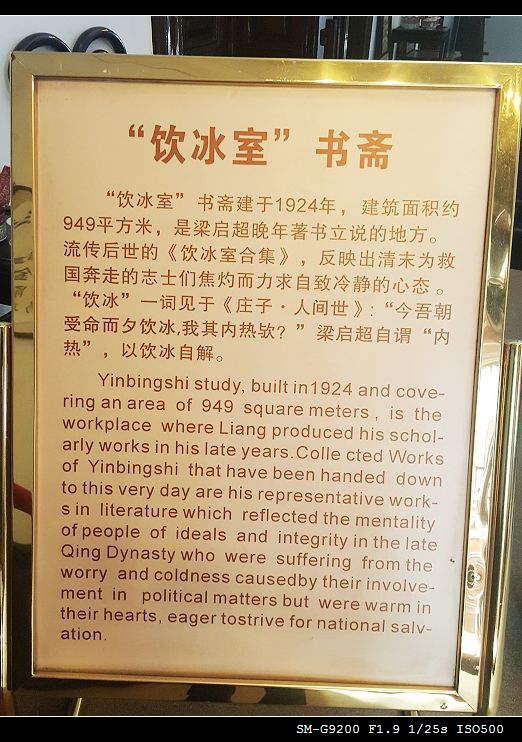 “饮冰室” 书斋
“饮冰室” 书斋建于1924年，建筑面积约
949平方米，是梁启超晚年著书立说的地方。
流传后世的《饮冰室合集》，反映出清末为救
国奔走的志士们焦灼而力求自致冷静的心态。
“饮冰”一词见于《庄子·人间世》：“今吾朝
受命而夕饮冰,我其内热欤？”梁启超自谓“内
热”，以饮冰自解。
Yinbingshi study, built in1924 and cove-
ring an area of 949 square meters , is the
workplace where Liang produced his schol-
arly works in his late years.Colle cted Works
of Yinbingshi that have been handed down
to this very day are his representative work-
s in literature which reflected the mentality
of people of ideals and integrity in the late
Qing Dynasty who were suffering from the
worry and coldness causedby their involve-
ment in political matters but were warm in
their hearts, eager tostrive for national salv-
ation.
SM-G9200 F1.9 1/25s ISO500